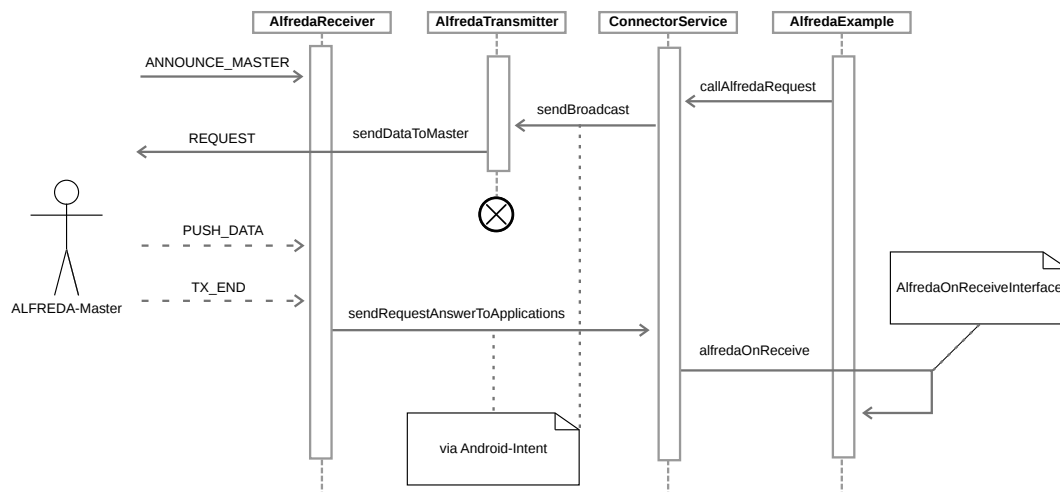 AlfredaReceiver
AlfredaTransmitter
ConnectorService
AlfredaExample
ANNOUNCE_MASTER
callAlfredaRequest
sendBroadcast
sendDataToMaster
REQUEST
PUSH_DATA
TX_END
ALFREDA-Master
AlfredaOnReceiveInterface
sendRequestAnswerToApplications
alfredaOnReceive
via Android-Intent